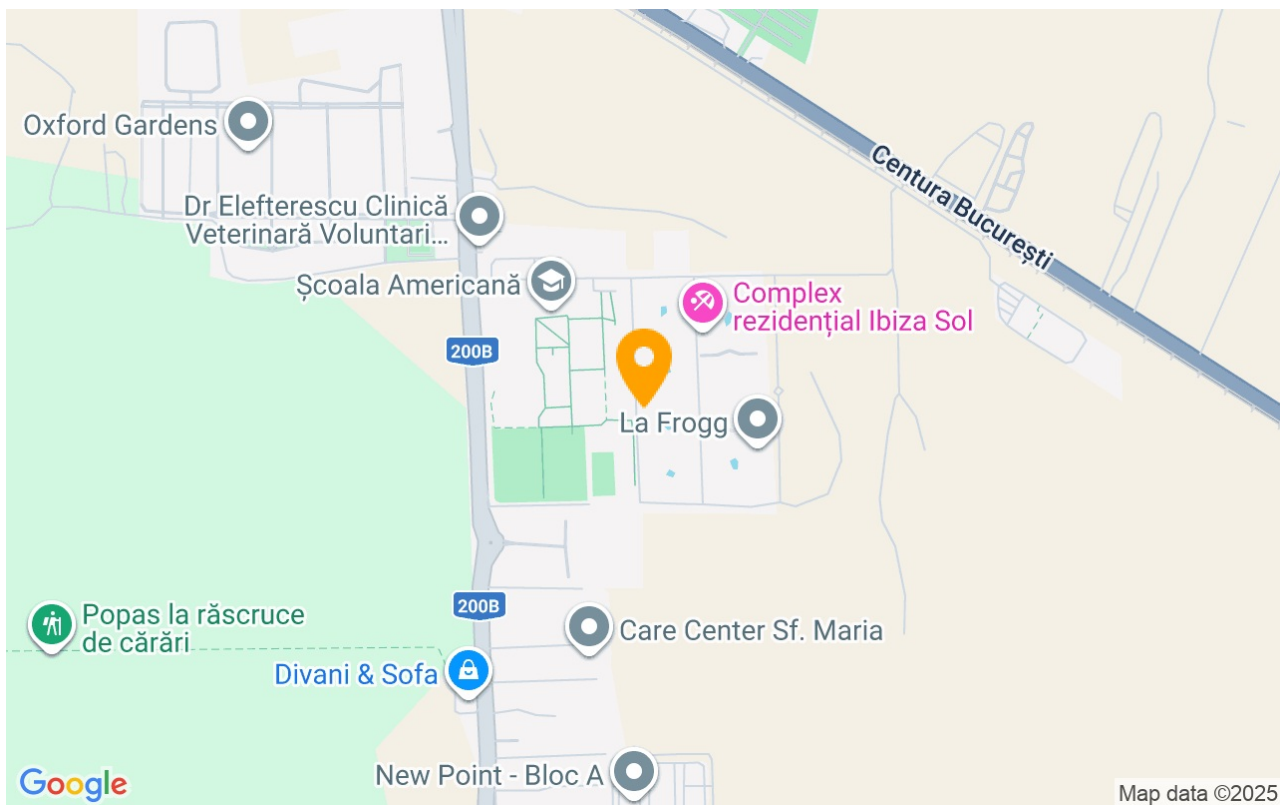 Oxford Gardens
Centura București
Dr Elefterescu Clinică
Veterinară Voluntari...
Școala Americană
Complex
rezidențial Ibiza Sol
200B
La Frogg
200B
Popas la răscruce
de cărări
Care Center Sf. Maria
Divani & Sofa
New Point - Bloc A
Google
Map data ©2025